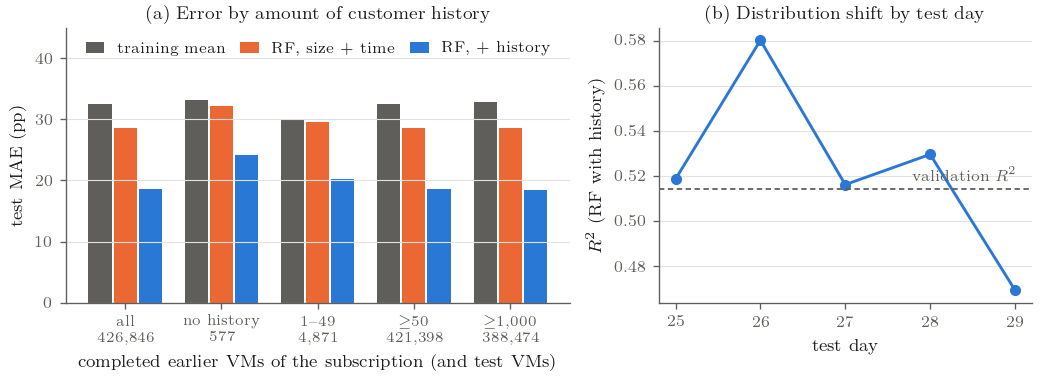 (a) Error by amount of customer history
training mean
RF, size + time
RF, + history
40
30
20
10
0
test MAE (pp)
all
426,846
no history
577
1–49
4,871
≥50
421,398
≥1,000
388,474
completed earlier VMs of the subscription (and test VMs)
(b) Distribution shift by test day
0.58
0.56
0.54
0.52
0.50
0.48
R² (RF with history)
validation R²
25
26
27
28
29
test day